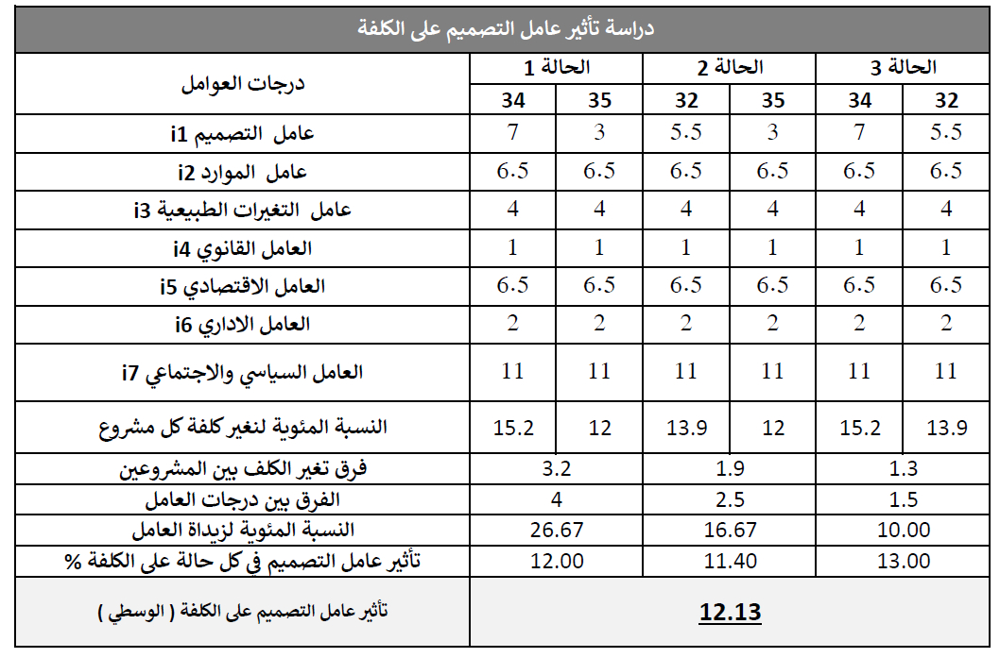 دراسة تأثير عامل التصميم على الكلفة
درجات العوامل الحالة 1 الحالة 2 الحالة 3
34 35 32 35 34 32
عامل التصميم i1 7 3 5.5 3 7 5.5
عامل الموارد i2 6.5 6.5 6.5 6.5 6.5 6.5
عامل التغيرات الطبيعية i3 4 4 4 4 4 4
العامل القانوني i4 1 1 1 1 1 1
العامل الاقتصادي i5 6.5 6.5 6.5 6.5 6.5 6.5
العامل الاداري i6 2 2 2 2 2 2
العامل السياسي والاجتماعي i7 11 11 11 11 11 11
النسبة المئوية لنغير كلفة كل مشروع 15.2 12 13.9 12 15.2 13.9
فرق تغير الكلف بين المشروعين 3.2 1.9 1.3
الفرق بين درجات العامل 4 2.5 1.5
النسبة المئوية لزيداة العامل 26.67 16.67 10.00
تأثير عامل التصميم في كل حالة على الكلفة % 12.00 11.40 13.00
تأثير عامل التصميم على الكلفة ( الوسطي ) 12.13